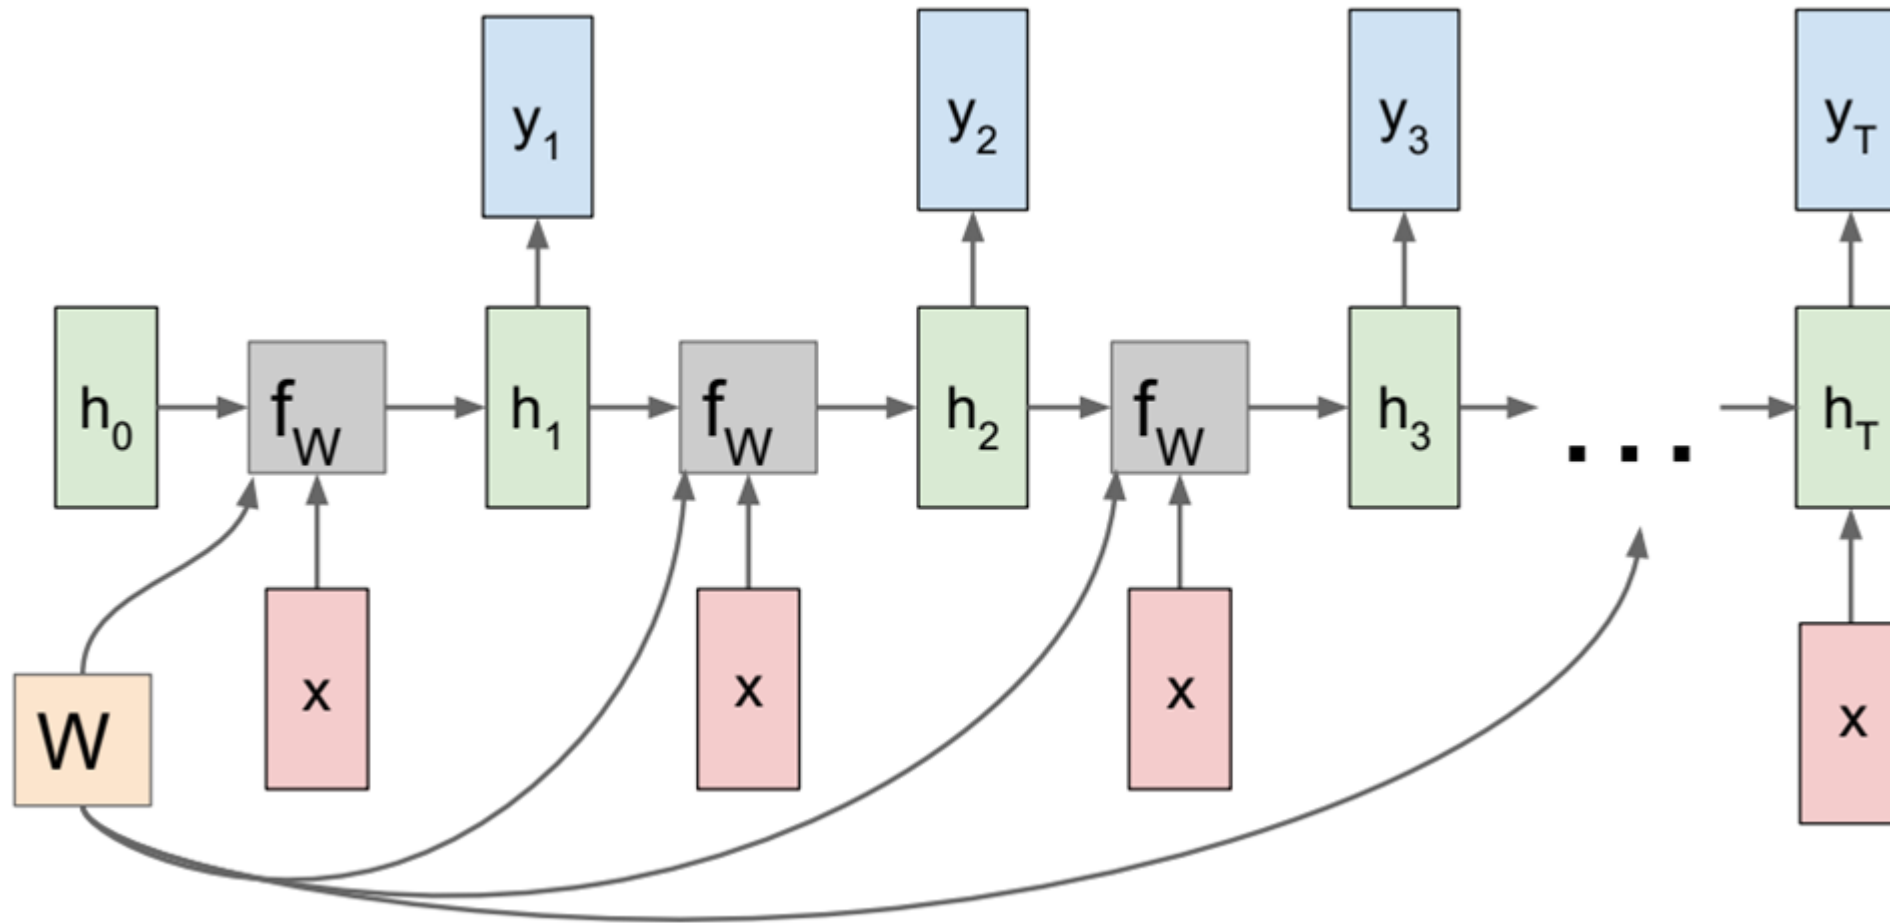 y1 y2 y3 yT
h0 fW h1 fW h2 fW h3 ... hT
W x x x x